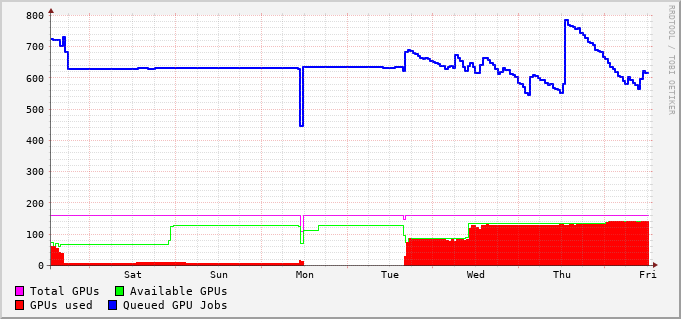 800
700
600
500
400
300
200
100
0
Sat Sun Mon Tue Wed Thu Fri
Total GPUs Available GPUs
GPUs used Queued GPU Jobs
RRDTOOL / TOBI OETIKER